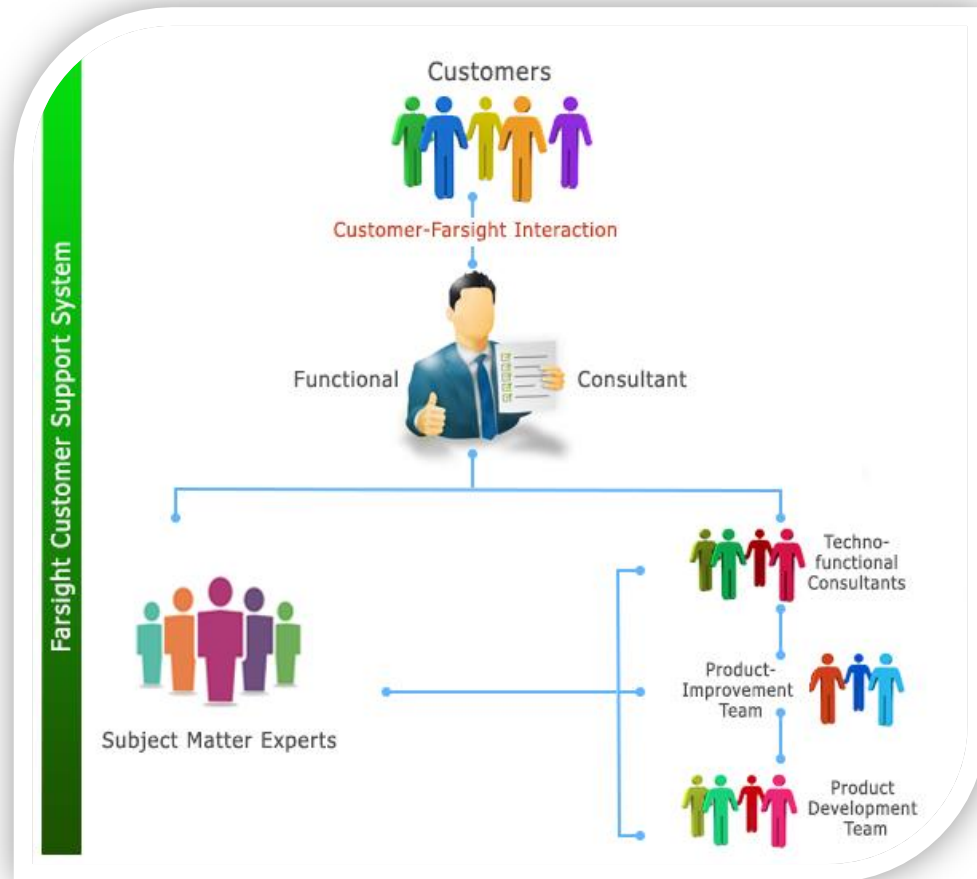 Farsight Customer Support System
Customers
Customer-Farsight Interaction
Functional Consultant
Techno-
functional
Consultants
Product-
Improvement
Team
Subject Matter Experts
Product
Development
Team